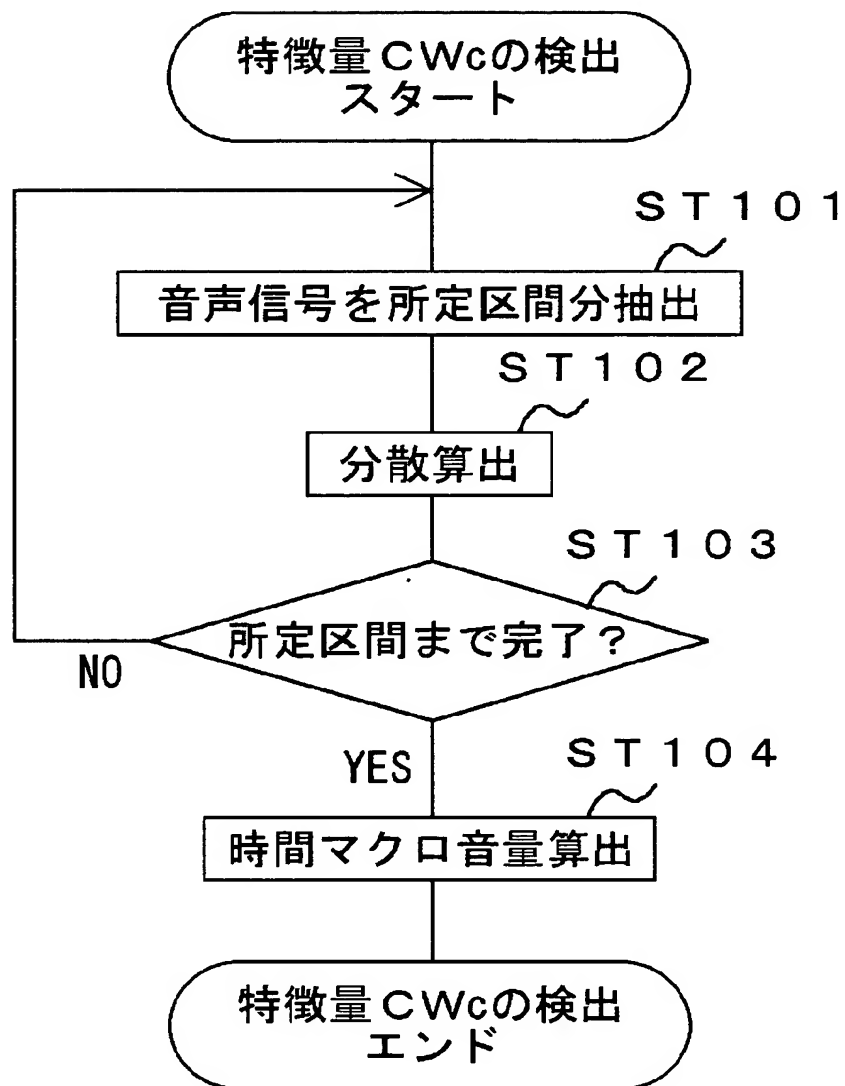 特徴量CWcの検出
スタート
ST101
音声信号を所定区間分抽出
ST102
分散算出
ST103
所定区間まで完了?
NO
YES
ST104
時間マクロ音量算出
特徴量CWcの検出
エンド